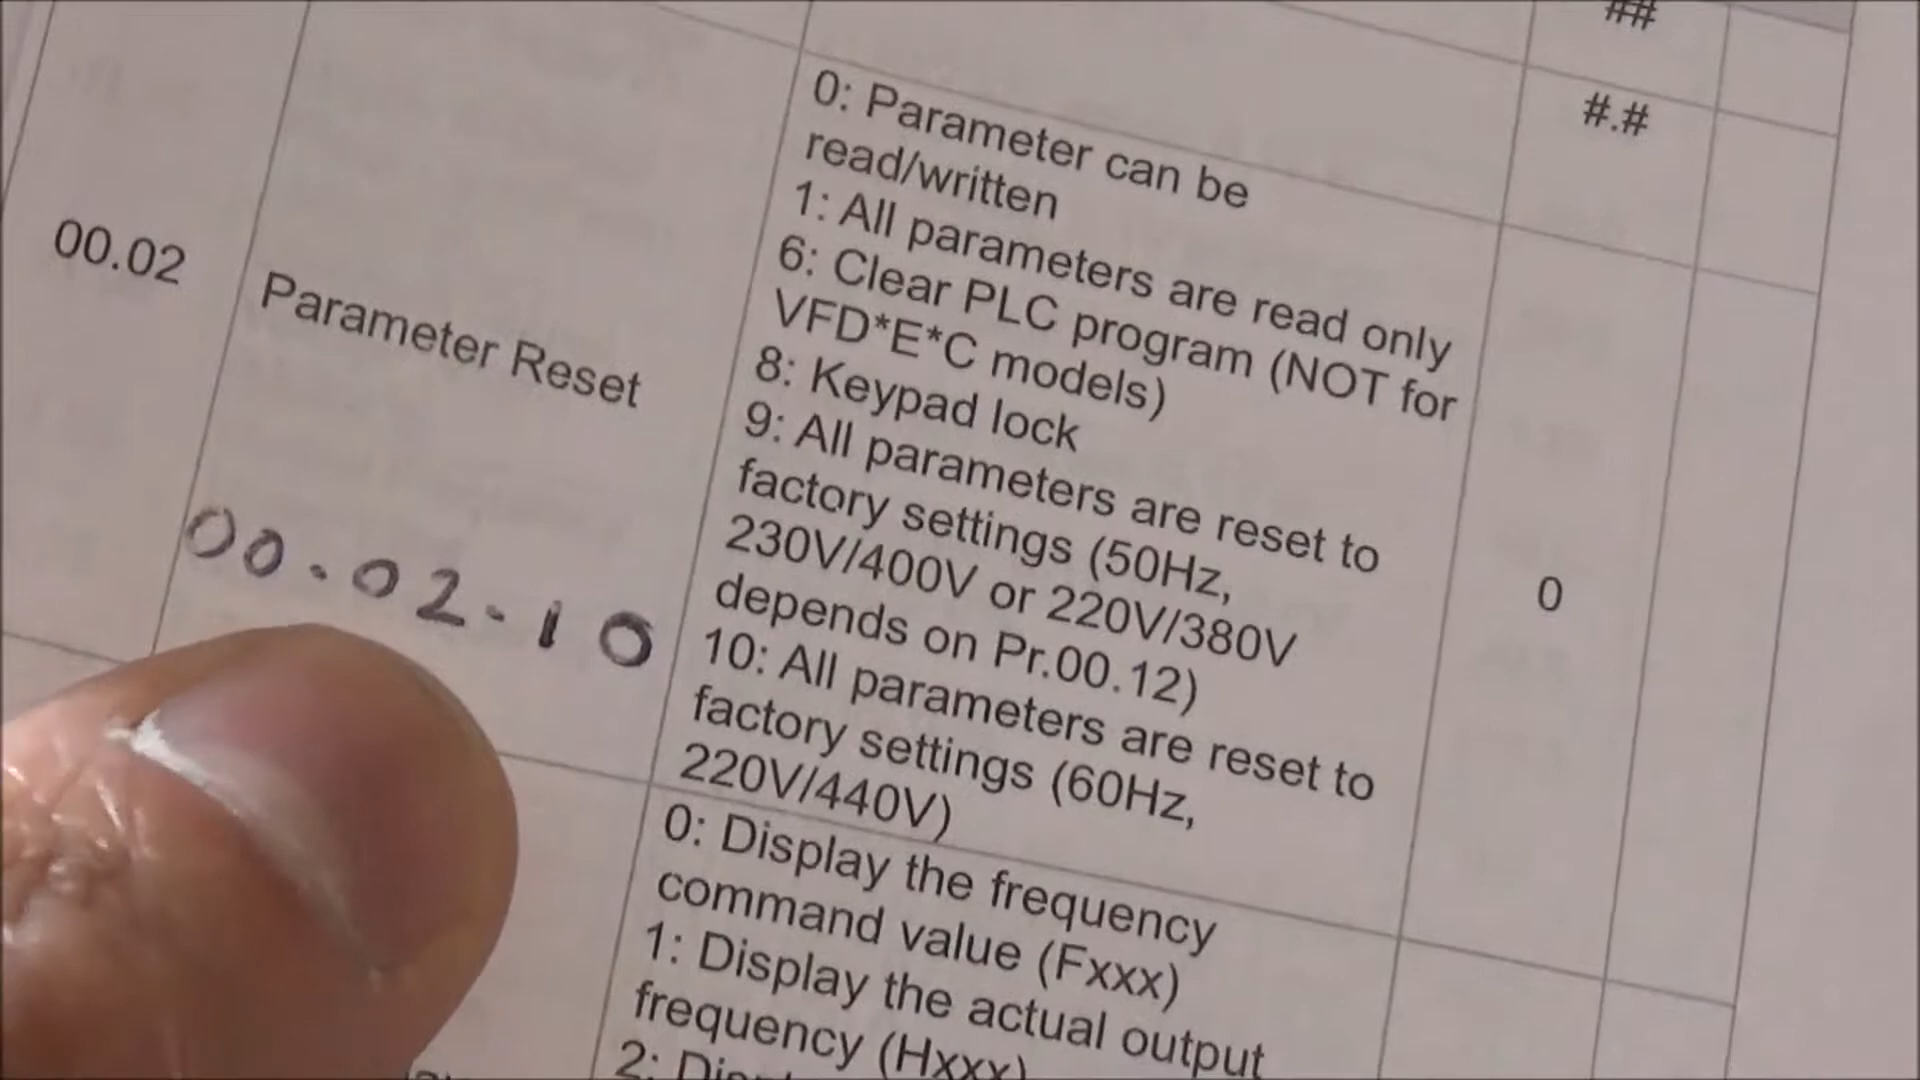 ##
#.#
00.02
Parameter Reset
00.02-10
0: Parameter can be
read/written
1: All parameters are read only
6: Clear PLC program (NOT for
VFD*E*C models)
8: Keypad lock
9: All parameters are reset to
factory settings (50Hz,
230V/400V or 220V/380V
depends on Pr.00.12)
10: All parameters are reset to
factory settings (60Hz,
220V/440V)
0
0: Display the frequency
command value (Fxxx)
1: Display the actual output
frequency (Hxxx)
2: